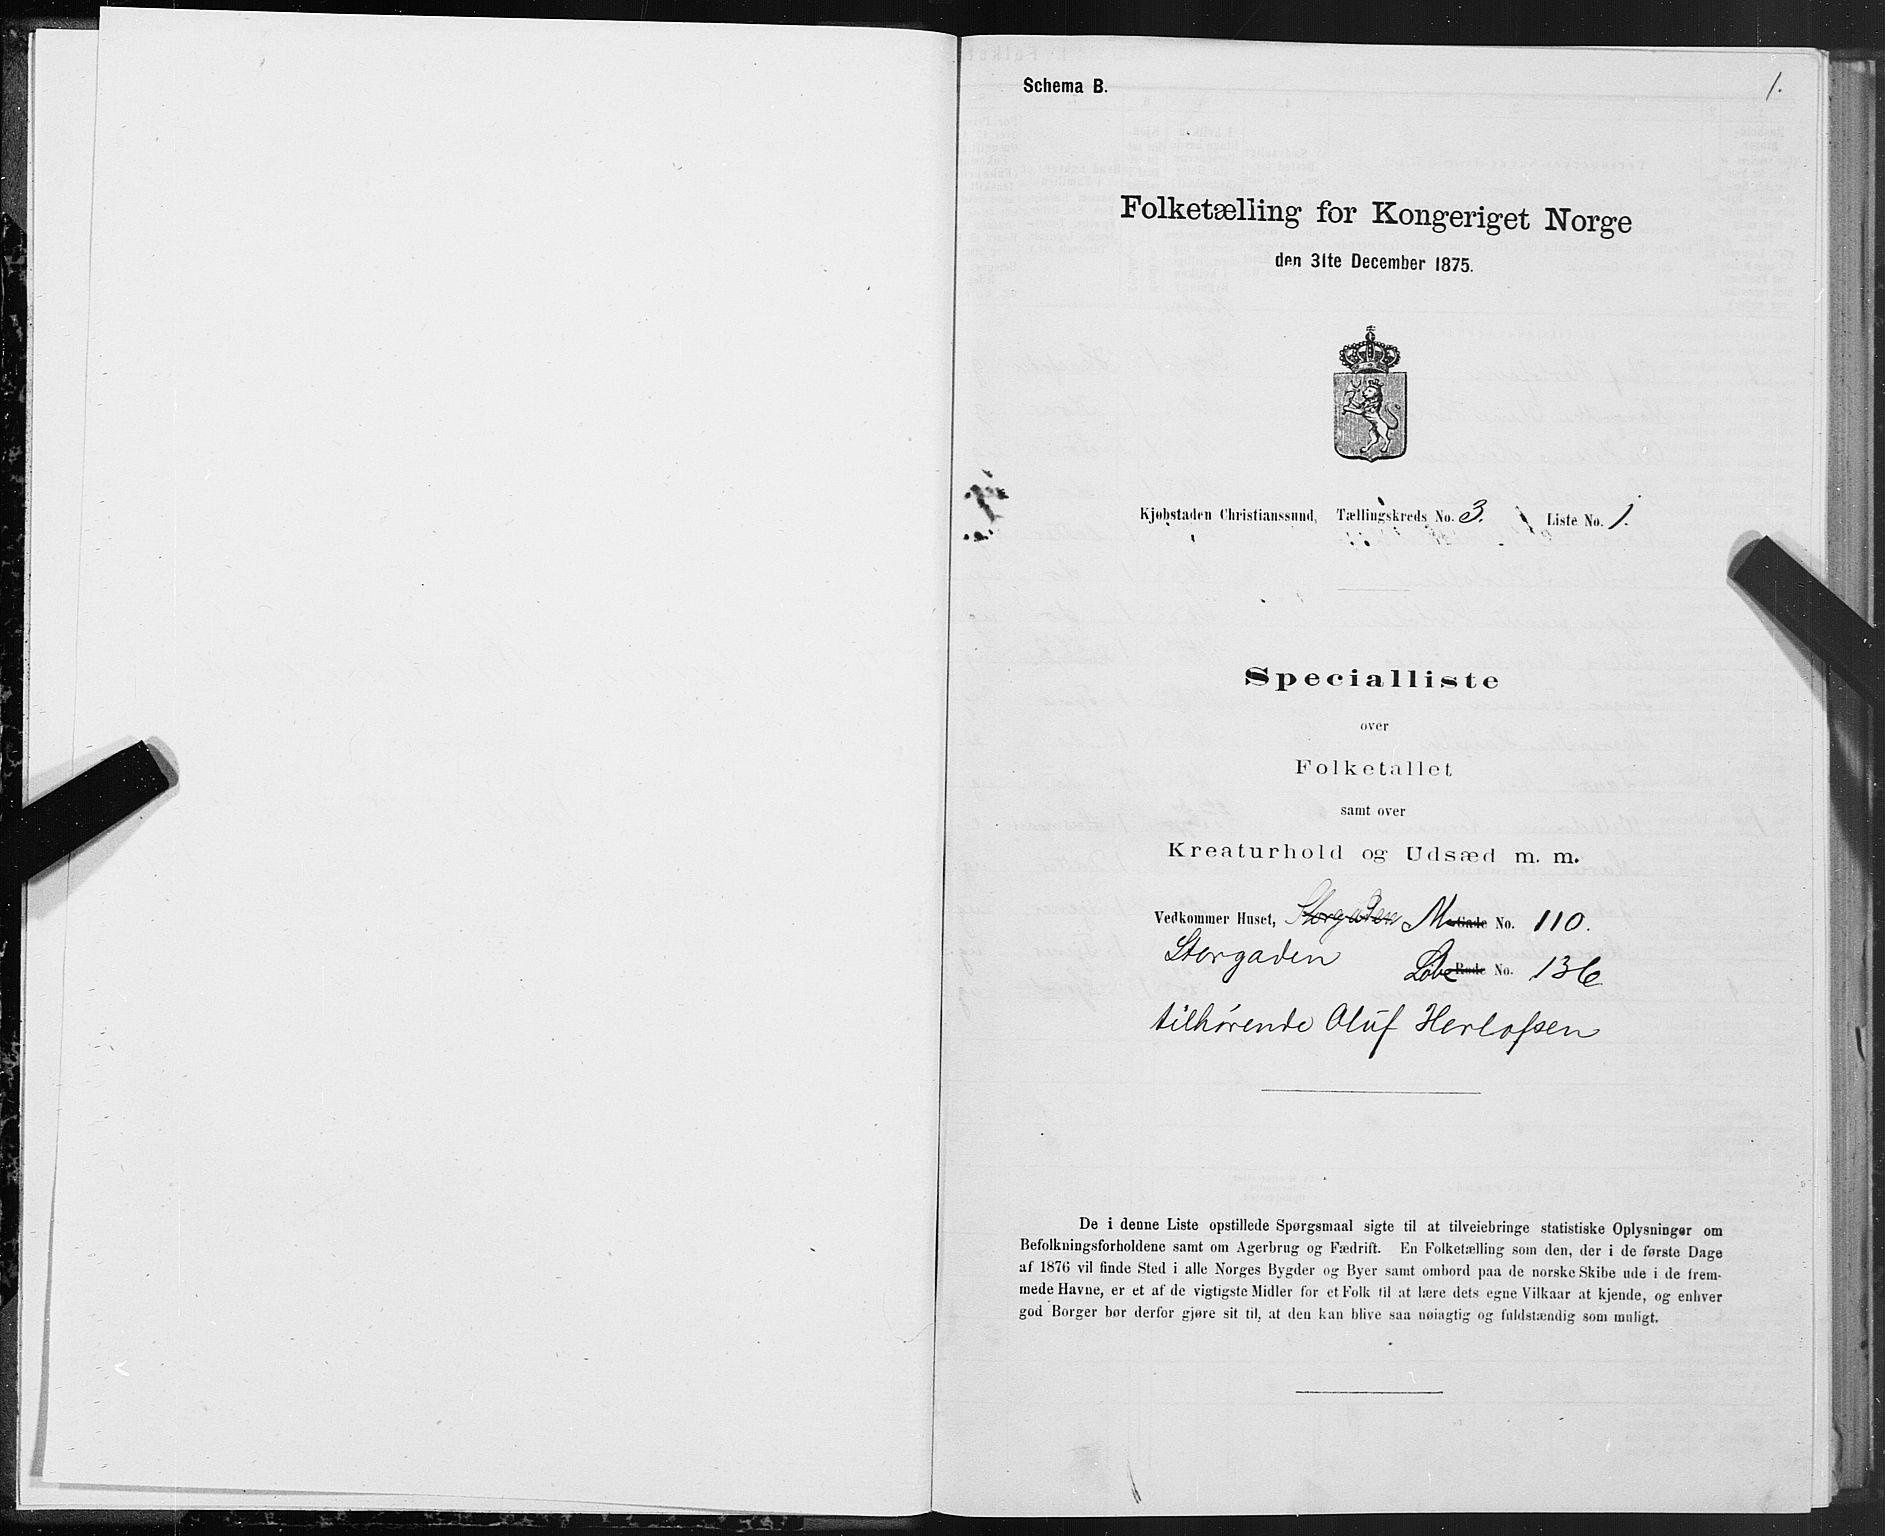 Schema B.
1.
Folketælling for Kongeriget Norge
den 31te December 1875.
Kjøbstaden Christianssund, Tællingskreds No. 3. Liste No. 1.
Specialliste
over
Folketallet
samt over
Kreaturhold og Udsæd m. m.
Vedkommer Huset, Storgaden M Gade No. 110.
Storgaden Løbe Rode No. 136
tilhørende Oluf Herlofsen
De i denne Liste opstillede Spørgsmaal sigte til at tilveiebringe statistiske Oplysninger om
Befolkningsforholdene samt om Agerbrug og Fædrift. En Folketælling som den, der i de første Dage
af 1876 vil finde Sted i alle Norges Bygder og Byer samt ombord paa de norske Skibe ude i de frem-
mede Havne, er et af de vigtigste Midler for et Folk til at lære dets egne Vilkaar at kjende, og enhver
god Borger bør derfor gjøre sit til, at den kan blive saa nøiagtig og fuldstændig som muligt.